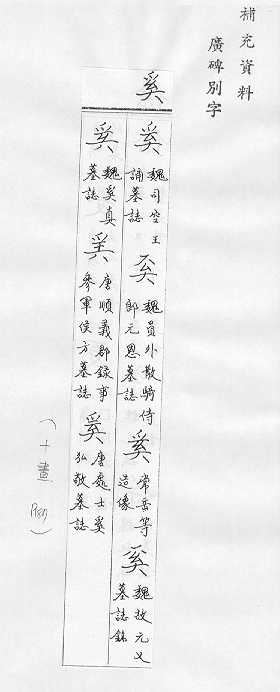 補充資料
廣碑別字
奚
奚 魏司空王誦墓誌
奚 魏員外散騎侍郎元恩墓誌
奚 常岳等造像
奚 魏故元乂墓誌銘
奚 魏奚真墓誌
奚 唐順義郡錄事參軍侯方墓誌
奚 唐處士奚弘敬墓誌
(十畫)